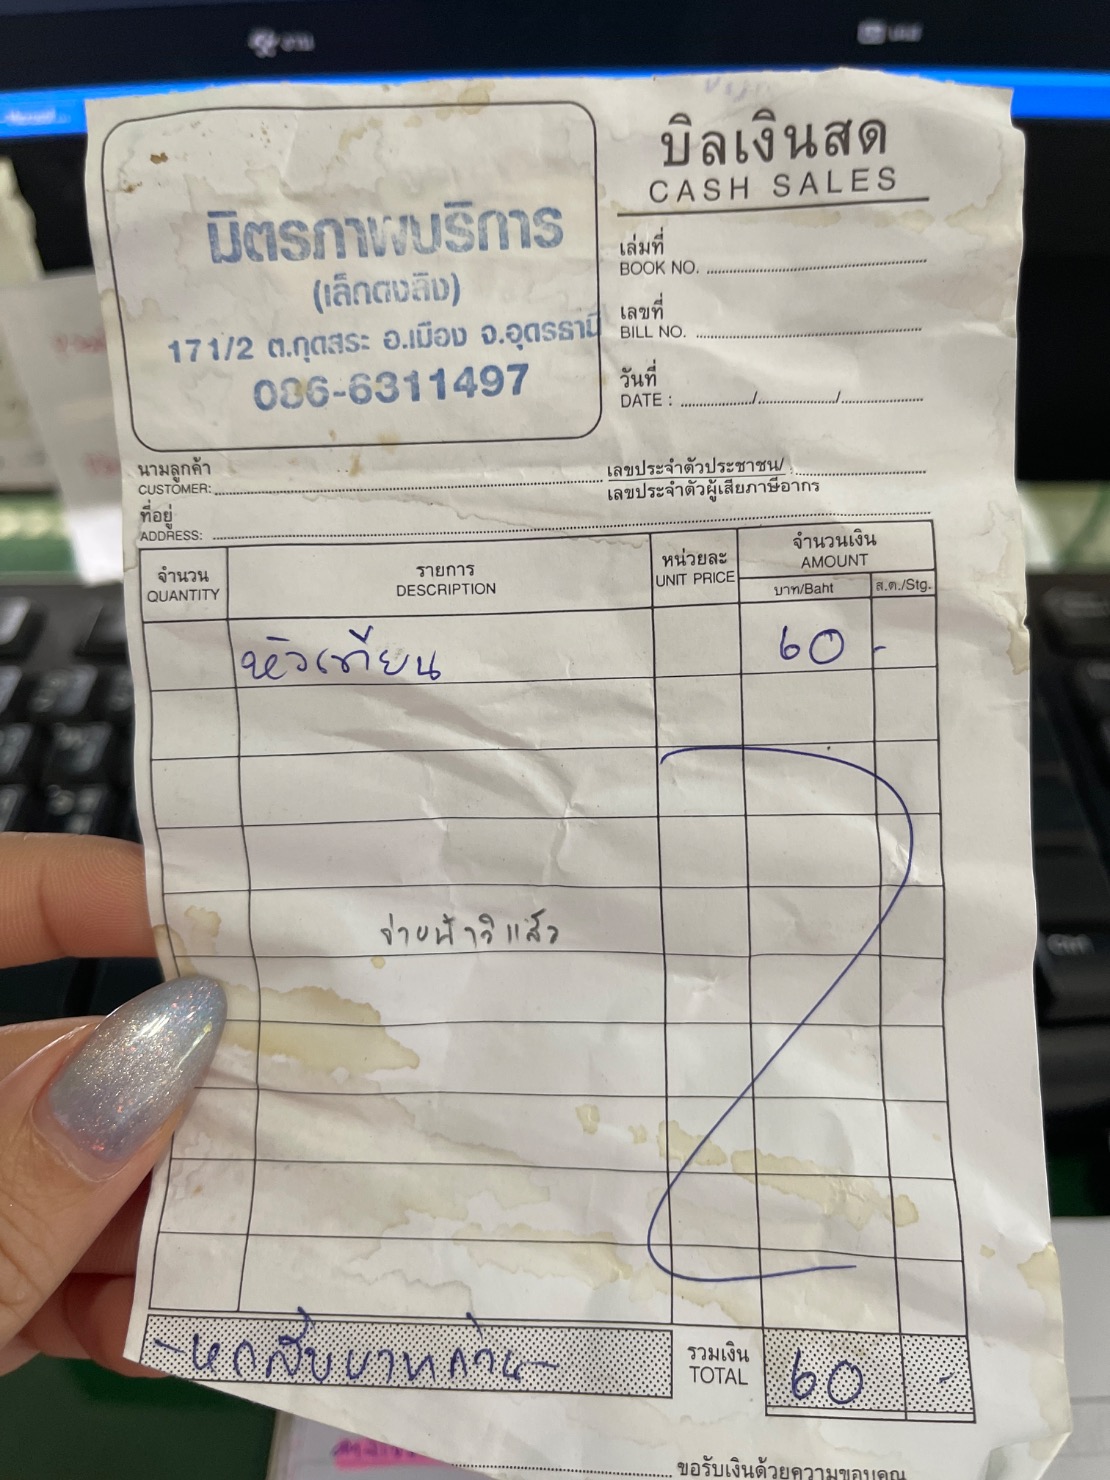 บิลเงินสด
CASH SALES
มิตรภาพบริการ
(เล็กดงลิง)
171/2 ต.กุดสระ อ.เมือง จ.อุดรธานี
086-6311497
เล่มที่
BOOK NO.
เลขที่
BILL NO.
วันที่
DATE : / /
นามลูกค้า
CUSTOMER:
เลขประจำตัวประชาชน/ :
เลขประจำตัวผู้เสียภาษีอากร
ที่อยู่
ADDRESS:
จำนวน
QUANTITY
รายการ
DESCRIPTION
หน่วยละ
UNIT PRICE
จำนวนเงิน
AMOUNT
บาท/Baht ส.ต./Stg.
หัวเทียน 60 -
จ่ายฟ้าวิแล้ว
-หกสิบบาทถ้วน-
รวมเงิน
TOTAL
60 -
ขอรับเงินด้วยความขอบคุณ